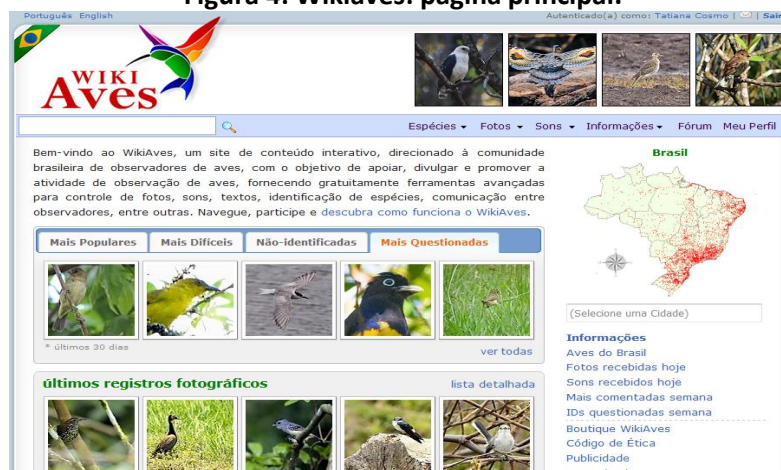 Figura 4: Wikiaves: página principal.
Português English
Autenticado(a) como: Tatiana Cosmo | | Sair
WIKI
AVES
Espécies Fotos Sons Informações Fórum Meu Perfil
Bem-vindo ao WikiAves, um site de conteúdo interativo, direcionado à comunidade
brasileira de observadores de aves, com o objetivo de apoiar, divulgar e promover a
atividade de observação de aves, fornecendo gratuitamente ferramentas avançadas
para controle de fotos, sons, textos, identificação de espécies, comunicação entre
observadores, entre outras. Navegue, participe e descubra como funciona o WikiAves.
Mais Populares Mais Difíceis Não-identificadas Mais Questionadas
* últimos 30 dias
ver todas
últimos registros fotográficos
lista detalhada
Brasil
(Selecione uma Cidade)
Informações
Aves do Brasil
Fotos recebidas hoje
Sons recebidos hoje
Mais comentadas semana
IDs questionadas semana
Boutique WikiAves
Código de Ética
Publicidade